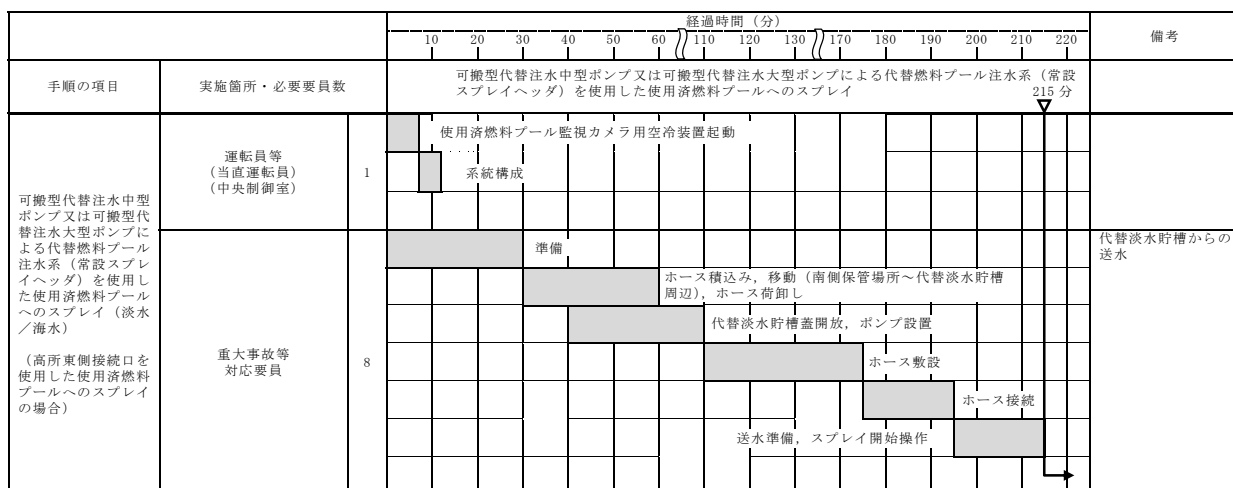 経過時間（分）
備考
10 20 30 40 50 60 110 120 130 170 180 190 200 210 220
手順の項目
実施箇所・必要要員数
可搬型代替注水中型ポンプ又は可搬型代替注水大型ポンプによる代替燃料プール注水系（常設
スプレイヘッダ）を使用した使用済燃料プールへのスプレイ
215 分
可搬型代替注水中型
ポンプ又は可搬型代
替注水大型ポンプに
よる代替燃料プール
注水系（常設スプレ
イヘッダ）を使用し
た使用済燃料プール
へのスプレイ（淡水
／海水）
（高所東側接続口を
使用した使用済燃料
プールへのスプレイ
の場合）
運転員等
（当直運転員）
（中央制御室）
1
使用済燃料プール監視カメラ用空冷装置起動
系統構成
重大事故等
対応要員
8
準備
ホース積込み，移動（南側保管場所～代替淡水貯槽
周辺），ホース荷卸し
代替淡水貯槽蓋開放，ポンプ設置
ホース敷設
ホース接続
送水準備，スプレイ開始操作
代替淡水貯槽からの
送水